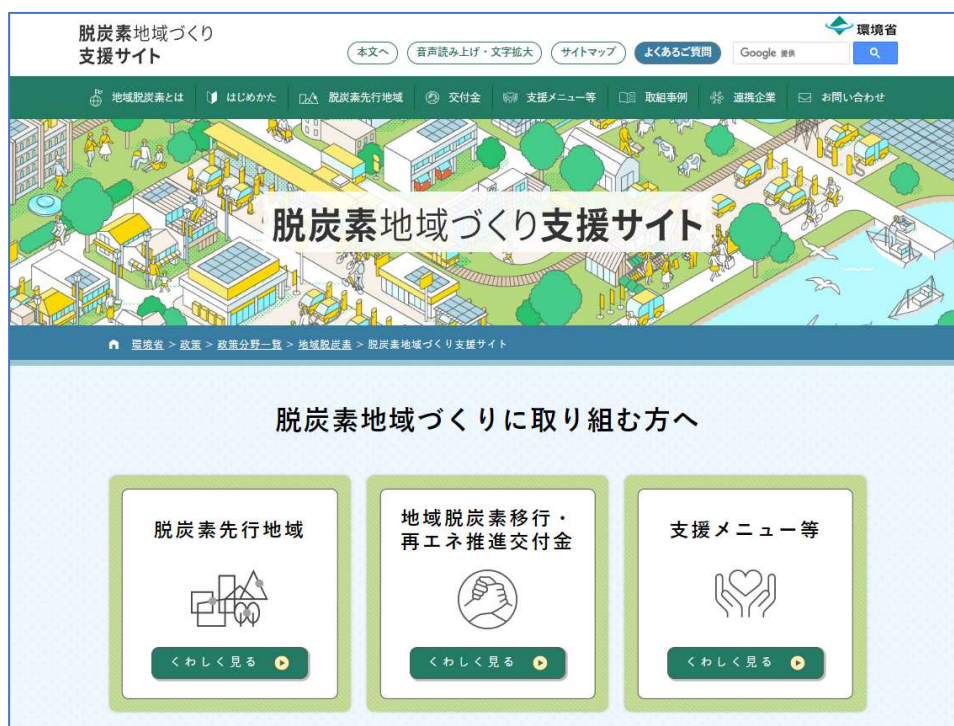 脱炭素地域づくり
支援サイト
環境省
本文へ
音声読み上げ・文字拡大
サイトマップ
よくあるご質問
Google 提供
地域脱炭素とは
はじめかた
脱炭素先行地域
交付金
支援メニュー等
取組事例
連携企業
お問い合わせ
脱炭素地域づくり支援サイト
環境省 > 政策 > 政策分野一覧 > 地域脱炭素 > 脱炭素地域づくり支援サイト
脱炭素地域づくりに取り組む方へ
脱炭素先行地域
くわしく見る
地域脱炭素移行・
再エネ推進交付金
くわしく見る
支援メニュー等
くわしく見る